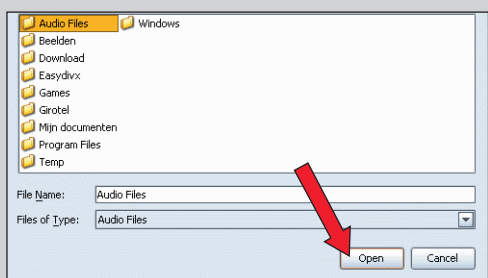 Audio Files
Windows
Beelden
Download
Easydivx
Games
Girotel
Mijn documenten
Program Files
Temp
File Name: Audio Files
Files of Type: Audio Files
Open Cancel